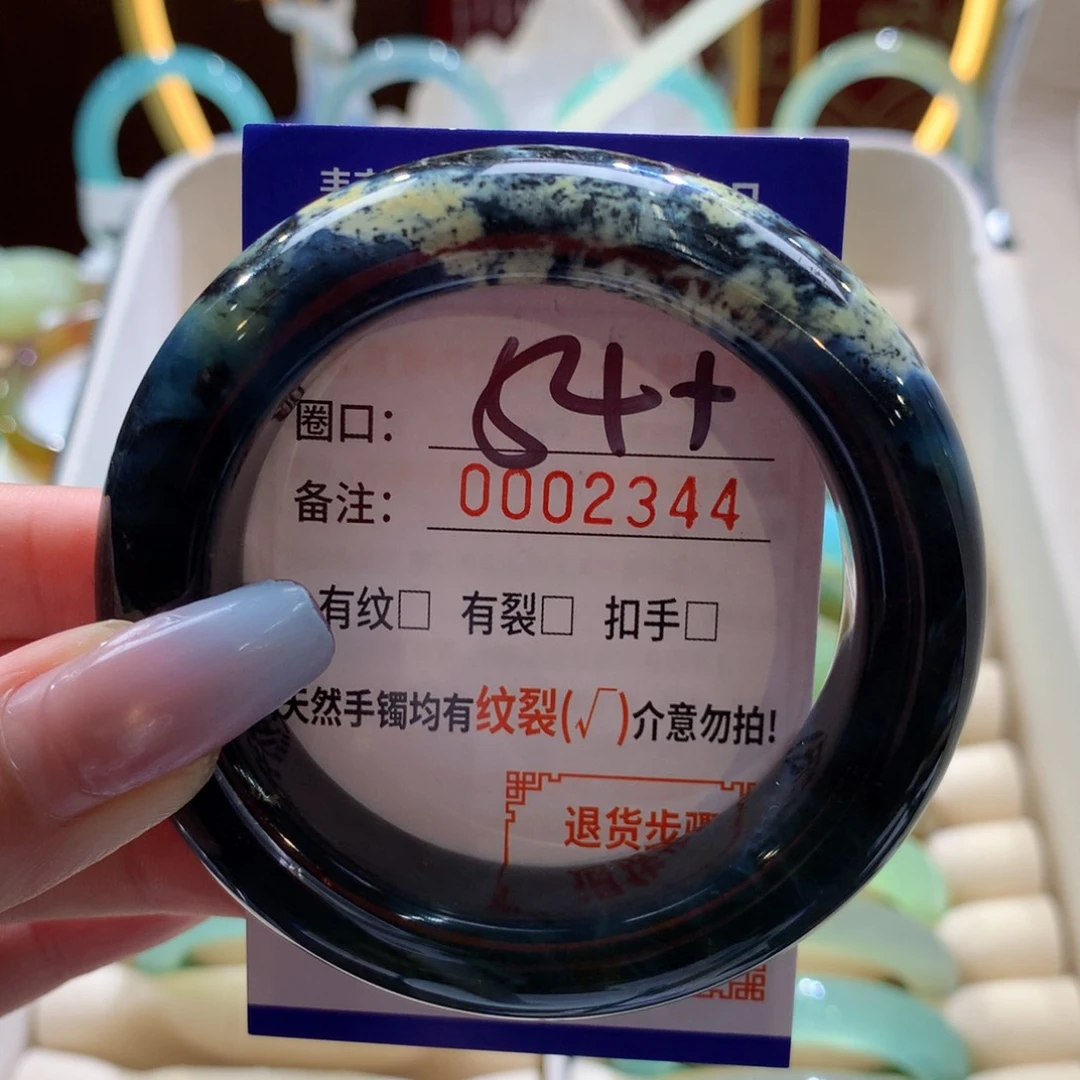 圈口: 54+
备注: 0002344
有纹□ 有裂□ 扣手□
天然手镯均有纹裂(√)介意勿拍!
退货步骤